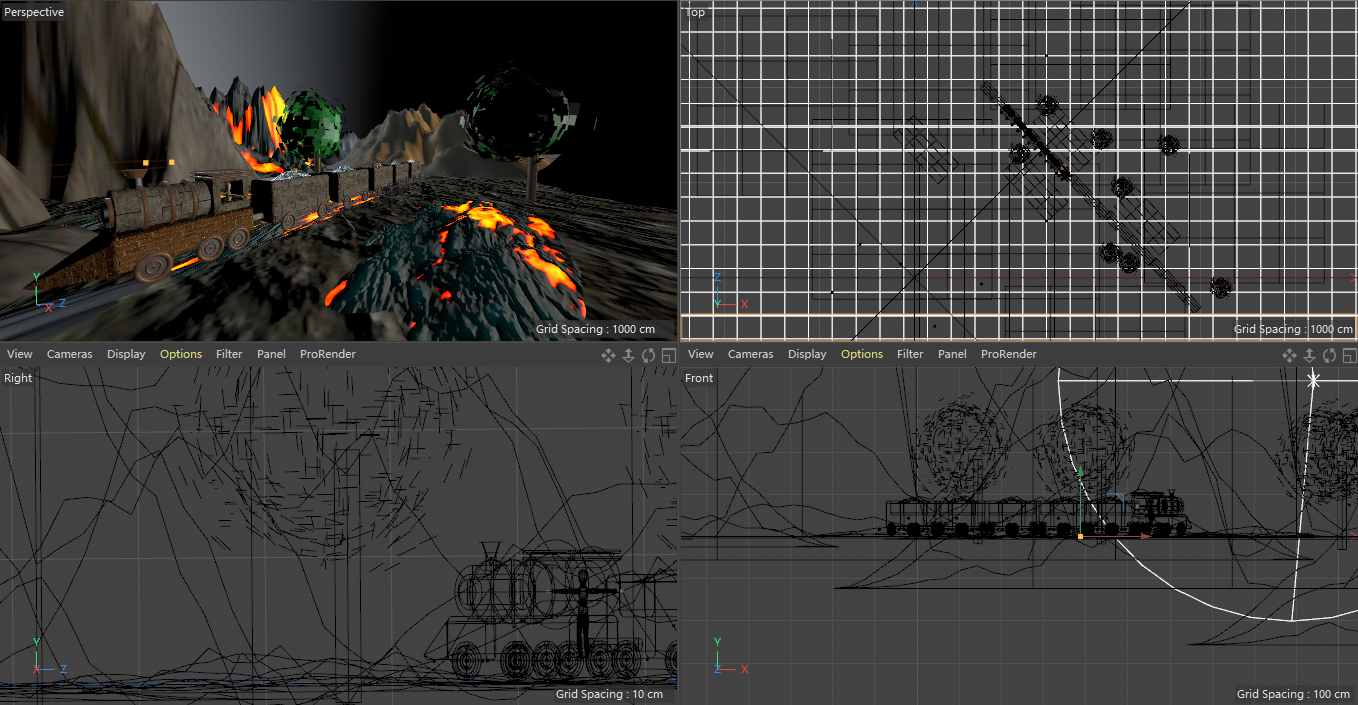 Perspective
Y
Z
X
Grid Spacing : 1000 cm
Top
Z
Y
X
Grid Spacing : 1000 cm
View Cameras Display Options Filter Panel ProRender
View Cameras Display Options Filter Panel ProRender
Right
Y
X
Z
Grid Spacing : 10 cm
Front
Y
Z
X
Grid Spacing : 100 cm